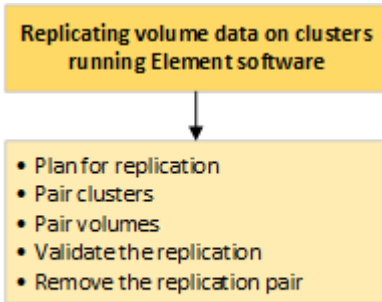 Replicating volume data on clusters
running Element software
• Plan for replication
• Pair clusters
• Pair volumes
• Validate the replication
• Remove the replication pair